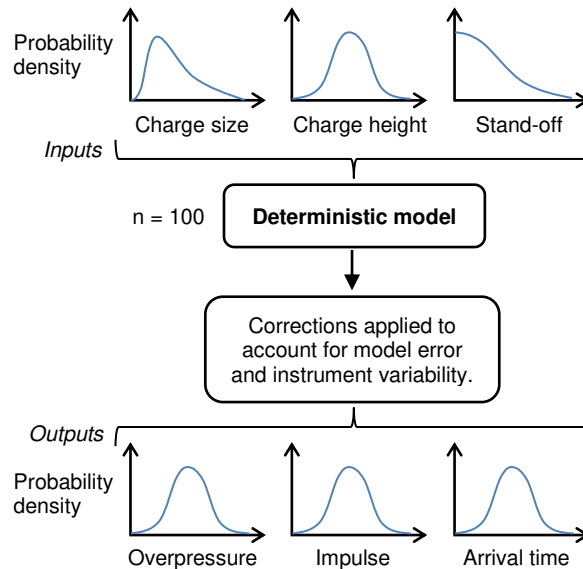 Probability
density
Charge size
Charge height
Stand-off
Inputs
n = 100
Deterministic model
Corrections applied to
account for model error
and instrument variability.
Outputs
Probability
density
Overpressure
Impulse
Arrival time